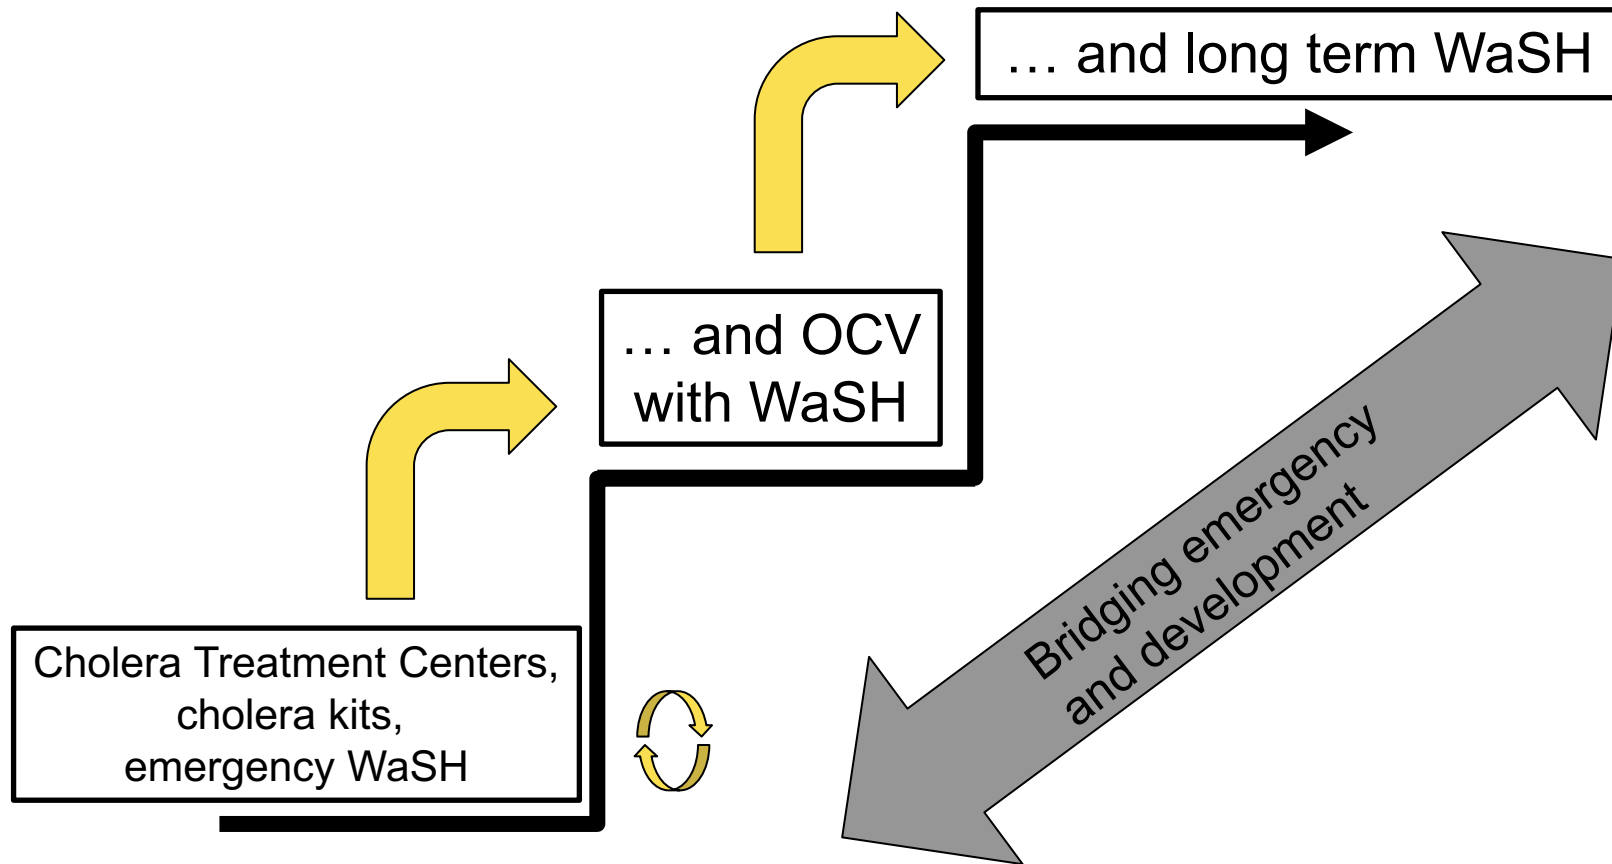 … and long term WaSH
… and OCV
with WaSH
Cholera Treatment Centers,
cholera kits,
emergency WaSH
Bridging emergency
and development